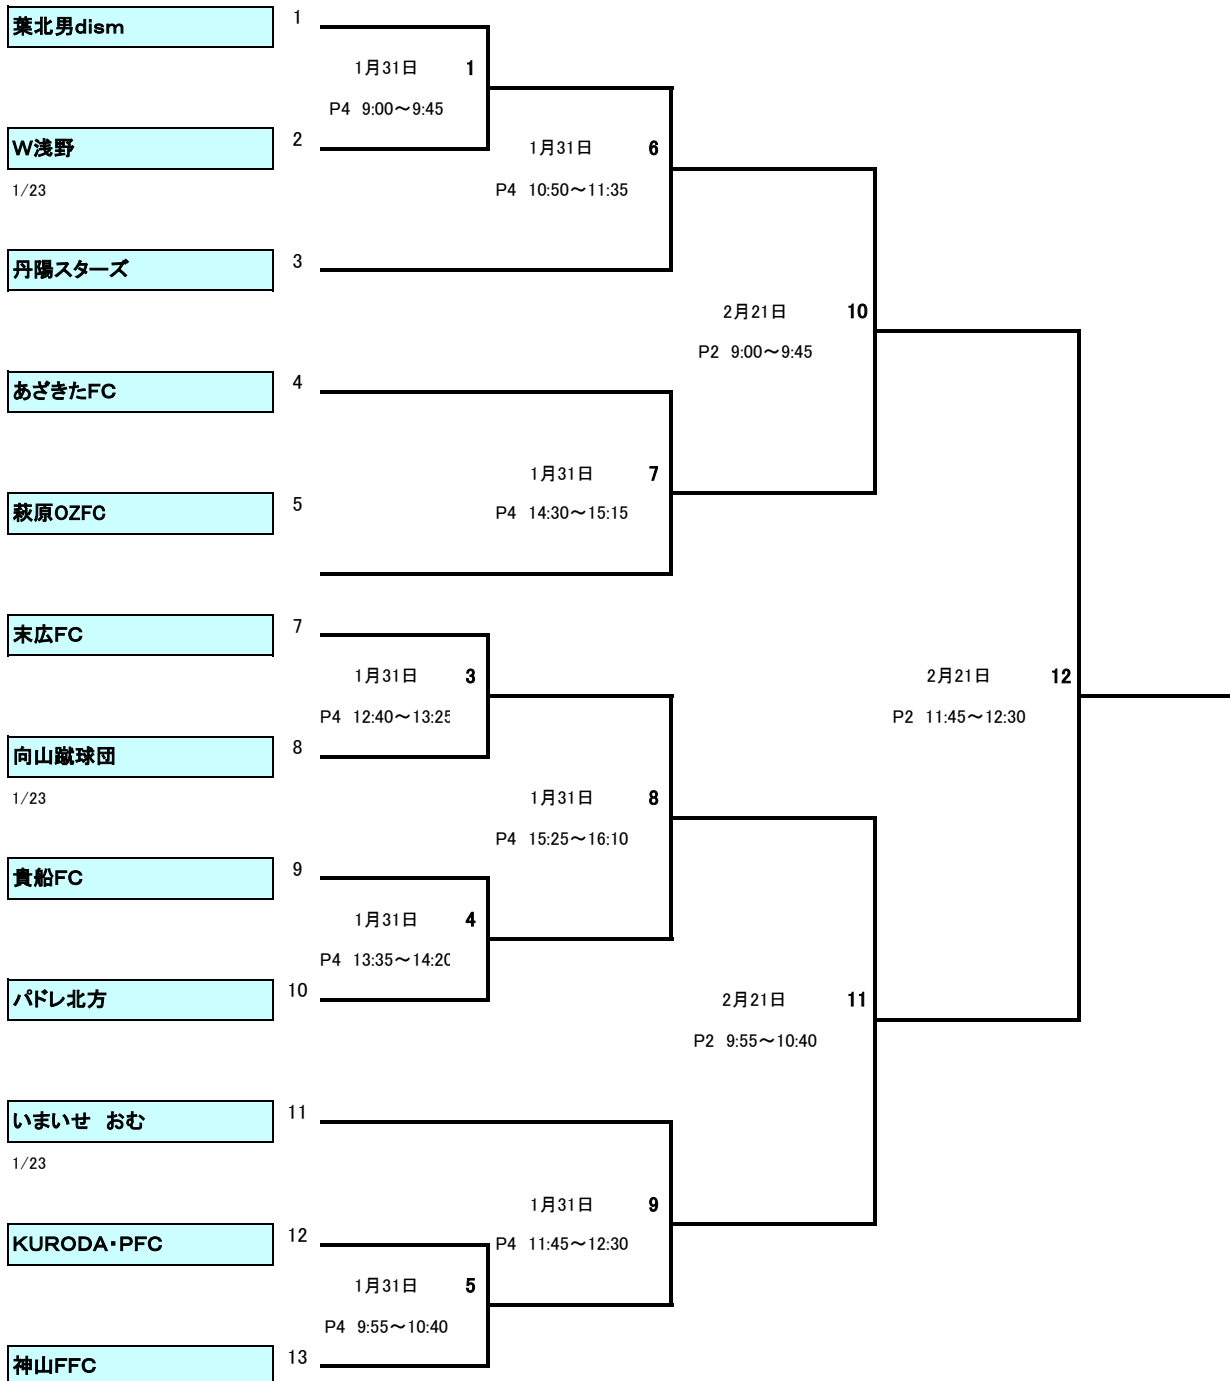 葉北男dism 1
1月31日 1
P4 9:00～9:45
W浅野 2
1月31日 6
1/23
P4 10:50～11:35
丹陽スターズ 3
2月21日 10
P2 9:00～9:45
あざきたFC 4
1月31日 7
萩原OZFC 5
P4 14:30～15:15
末広FC 7
1月31日 3
2月21日 12
P4 12:40～13:25
P2 11:45～12:30
向山蹴球団 8
1/23
1月31日 8
P4 15:25～16:10
貴船FC 9
1月31日 4
P4 13:35～14:20
パドレ北方 10
2月21日 11
P2 9:55～10:40
いまいせ おむ 11
1/23
1月31日 9
KURODA・PFC 12
P4 11:45～12:30
1月31日 5
P4 9:55～10:40
神山FFC 13